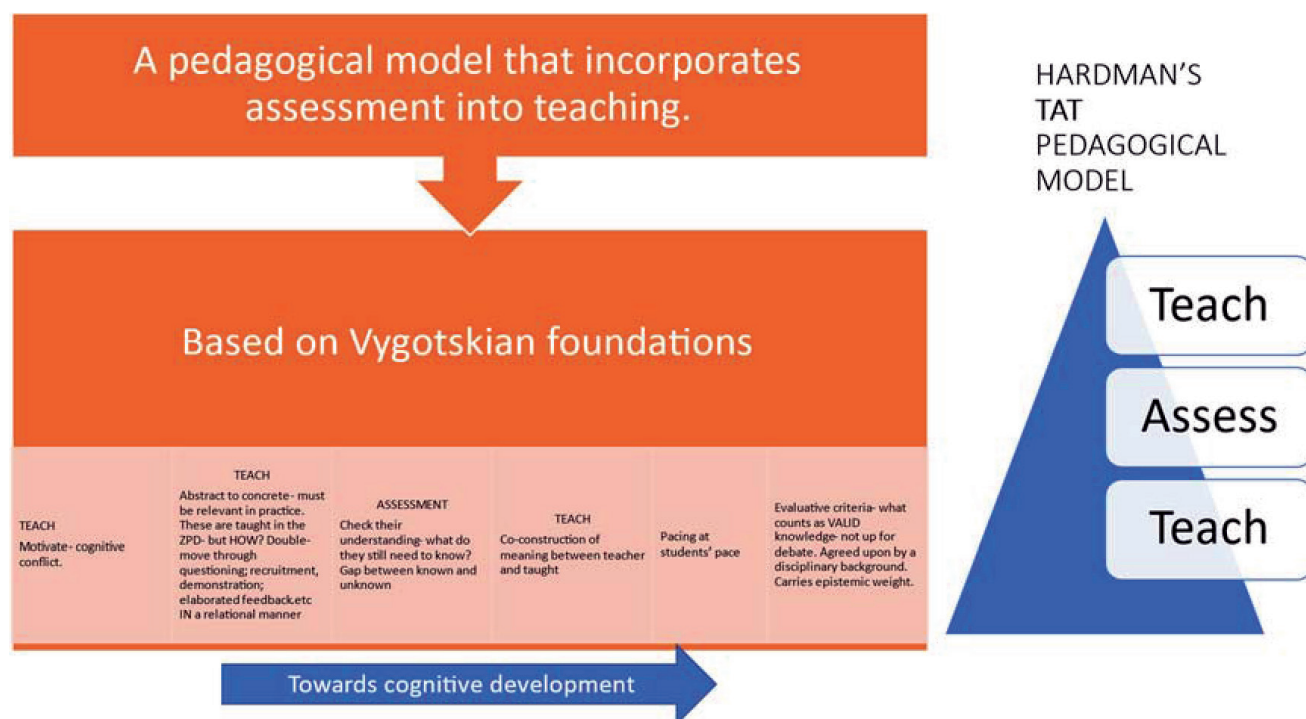 A pedagogical model that incorporates
assessment into teaching.
HARDMAN'S
TAT
PEDAGOGICAL
MODEL
Based on Vygotskian foundations
TEACH
Motivate- cognitive
conflict.
TEACH
Abstract to concrete- must
be relevant in practice.
These are taught in the
ZPD- but HOW? Double-
move through
questioning; recruitment,
demonstration;
elaborated feedback.etc
IN a relational manner
ASSESSMENT
Check their
understanding- what do
they still need to know?
Gap between known and
unknown
TEACH
Co-construction of
meaning between teacher
and taught
Pacing at
students' pace
Evaluative criteria- what
counts as VALID
knowledge- not up for
debate. Agreed upon by a
disciplinary background.
Carries epistemic weight.
Towards cognitive development
Teach
Assess
Teach